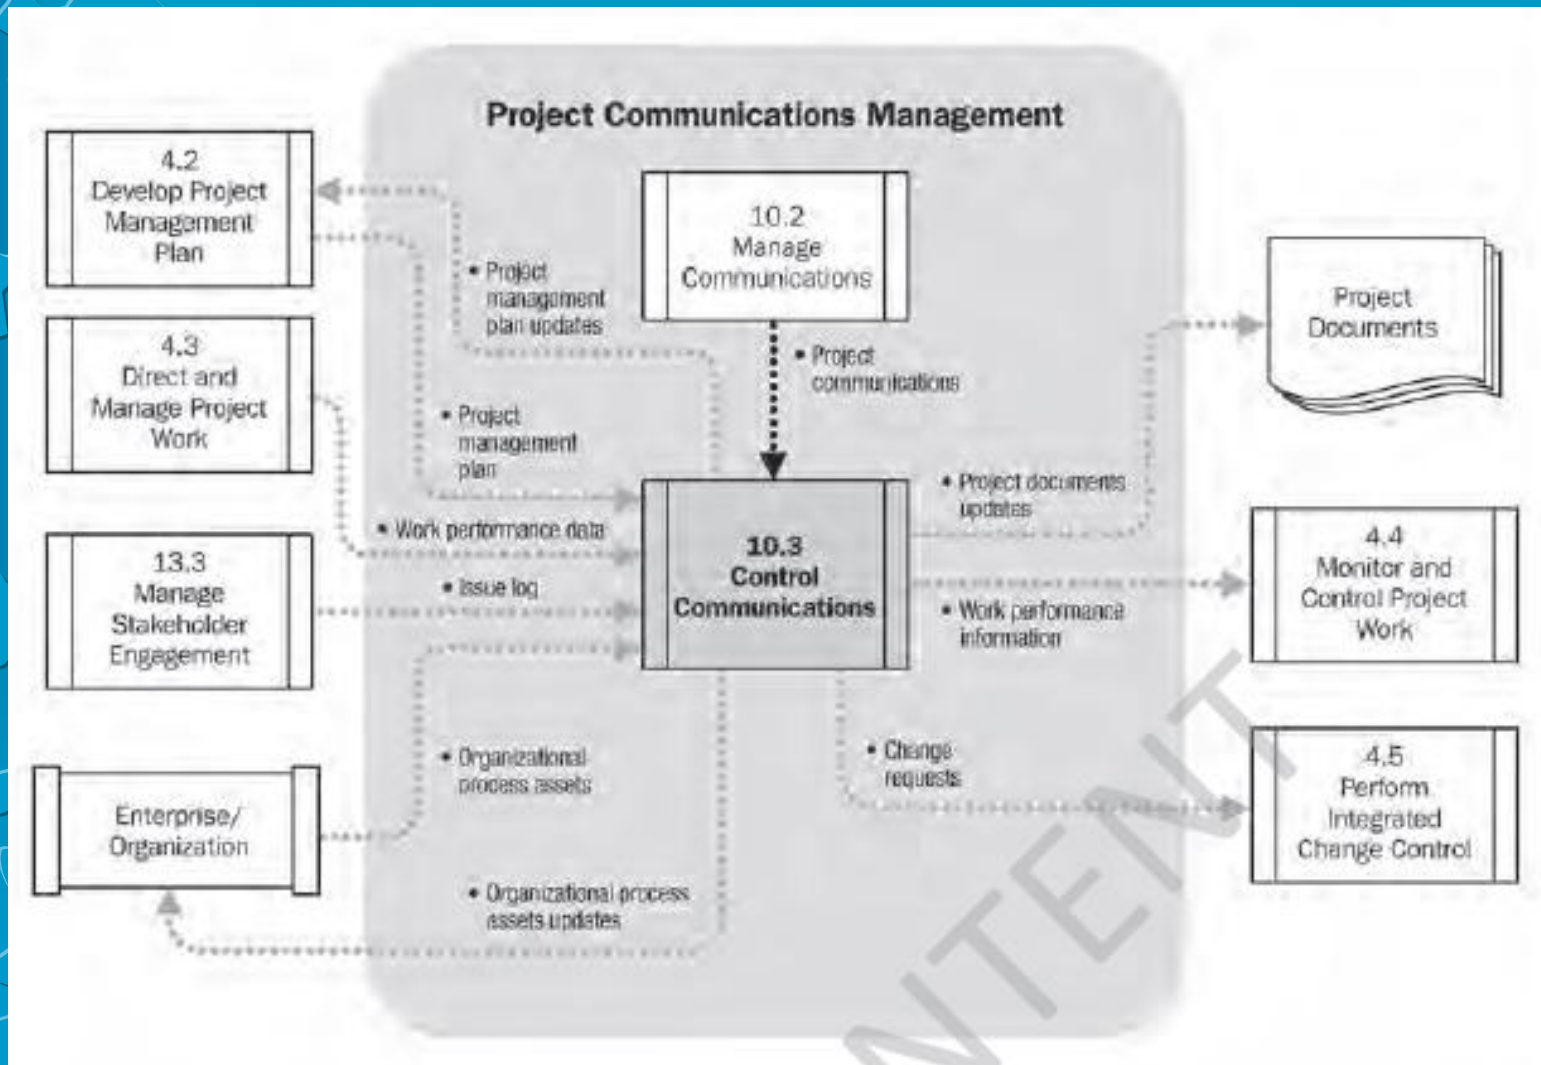 Project Communications Management
4.2
Develop Project
Management
Plan
4.3
Direct and
Manage Project
Work
13.3
Manage
Stakeholder
Engagement
Enterprise/
Organization
10.2
Manage
Communications
• Project
management
plan updates
• Project
communications
• Project
management
plan
• Work performance data
• Issue log
• Organizational
process assets
• Organizational process
assets updates
10.3
Control
Communications
• Project documents
updates
• Work performance
information
• Change
requests
Project
Documents
4.4
Monitor and
Control Project
Work
4.5
Perform
Integrated
Change Control
NTENT